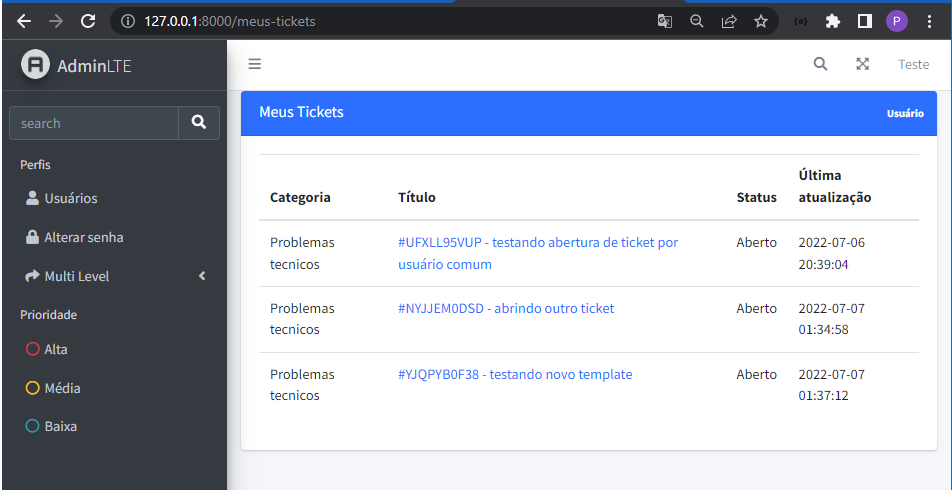 127.0.0.1:8000/meus-tickets
P
AdminLTE
Teste
search
Meus Tickets
Usuário
Perfis
Usuários
Alterar senha
Multi Level
Prioridade
Alta
Média
Baixa
Categoria Título Status Última
atualização
Problemas #UFXLL95VUP - testando abertura de ticket por Aberto 2022-07-06
tecnicos usuário comum 20:39:04
Problemas #NYJJEM0DSD - abrindo outro ticket Aberto 2022-07-07
tecnicos 01:34:58
Problemas #YJQPYB0F38 - testando novo template Aberto 2022-07-07
tecnicos 01:37:12